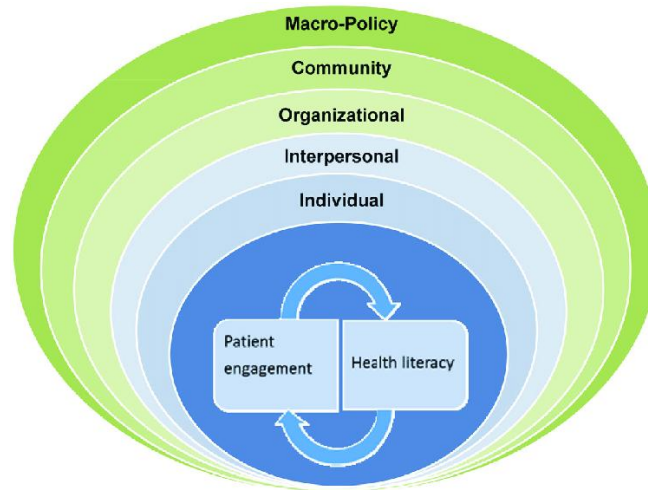 Macro-Policy
Community
Organizational
Interpersonal
Individual
Patient
engagement
Health literacy